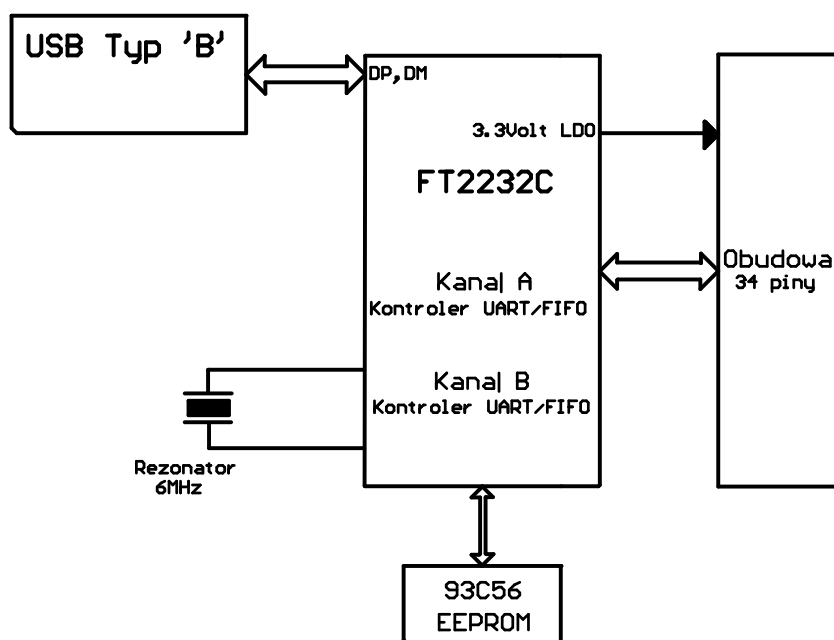 USB Typ 'B'
DP,DM
3.3Volt LDO
FT2232C
Kanal A
Kontroler UART/FIFO
Kanal B
Kontroler UART/FIFO
Obudowa
34 piny
Rezonator
6MHz
93C56
EEPROM